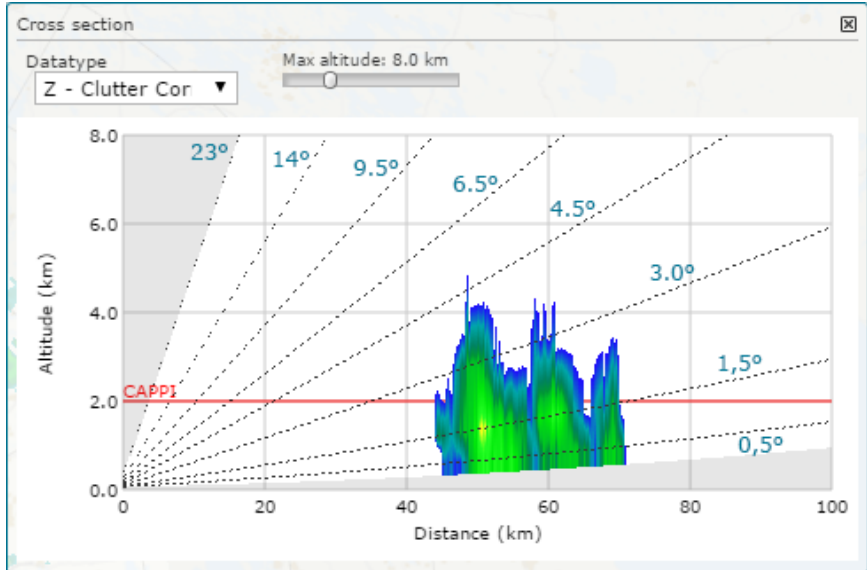 Cross section
Datatype
Max altitude: 8.0 km
Z - Clutter Cor
8.0
6.0
4.0
2.0
0.0
Altitude (km)
23º
14º
9.5º
6.5º
4.5º
3.0º
1,5º
0,5º
CAPPI
0
20
40
60
80
100
Distance (km)